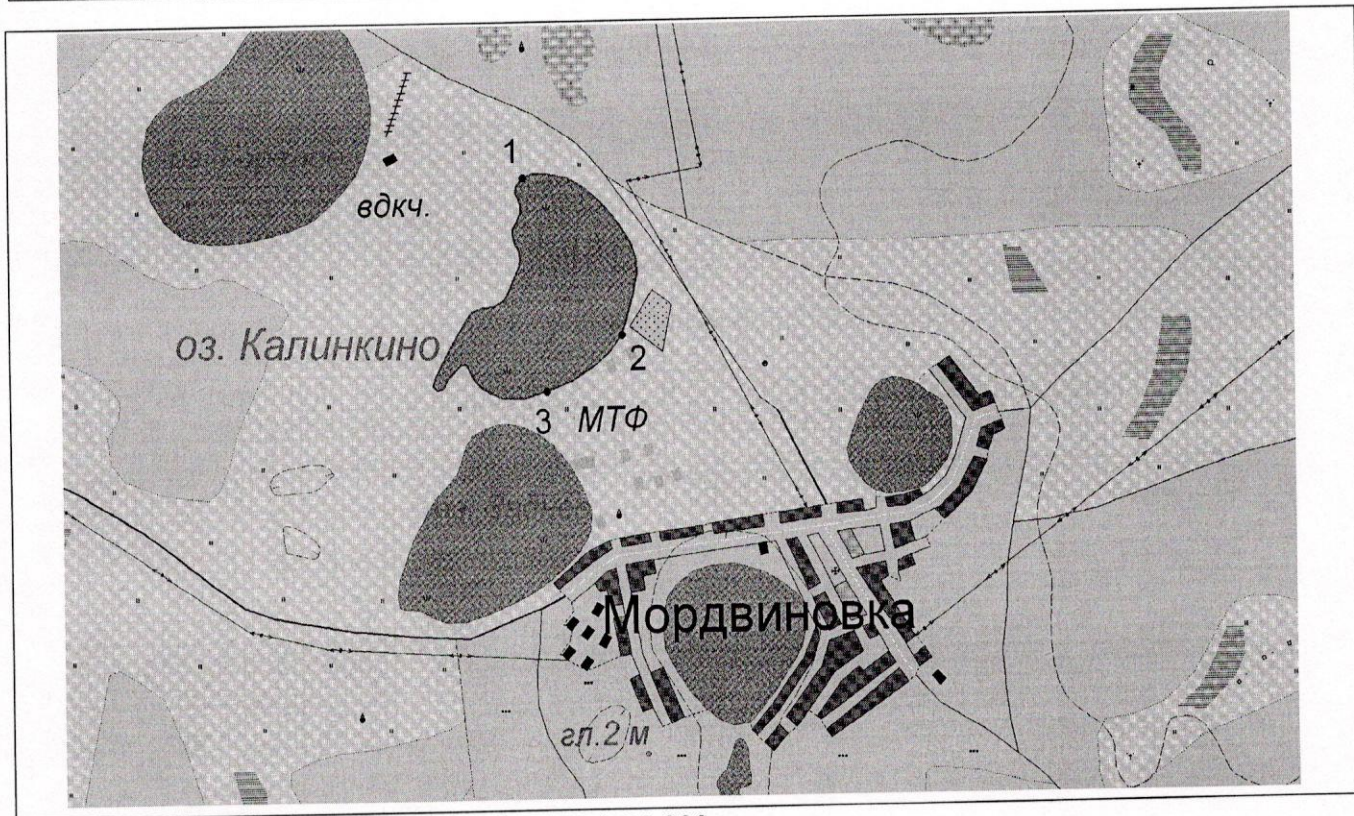 1
вдкч.
оз. Калинкино
2
3 МТФ
Мордвиновка
гл.2 м